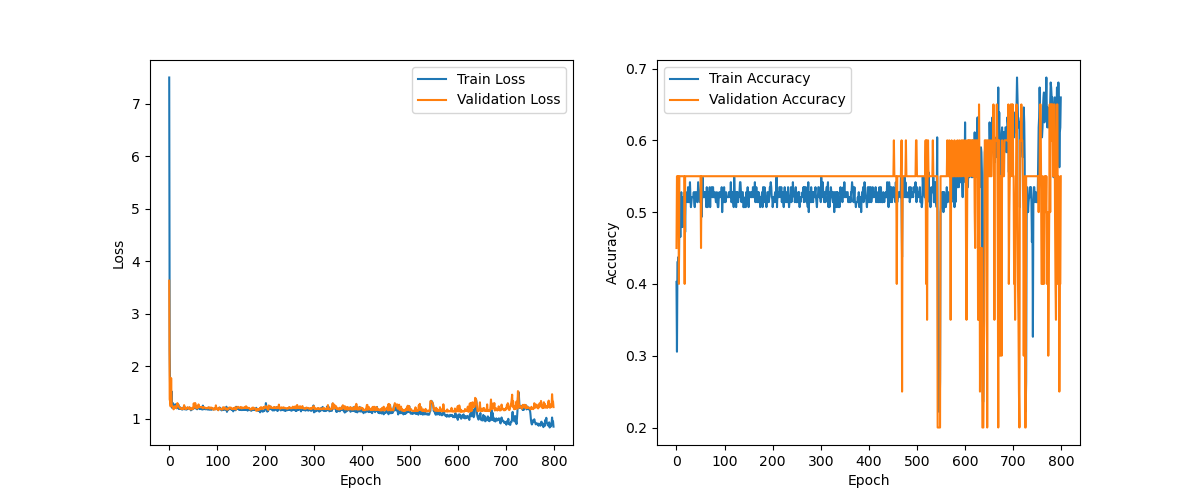 Train Loss
Validation Loss
7
6
5
4
3
2
1
0 100 200 300 400 500 600 700 800
Epoch
Loss
Train Accuracy
Validation Accuracy
0.7
0.6
0.5
0.4
0.3
0.2
0 100 200 300 400 500 600 700 800
Epoch
Accuracy